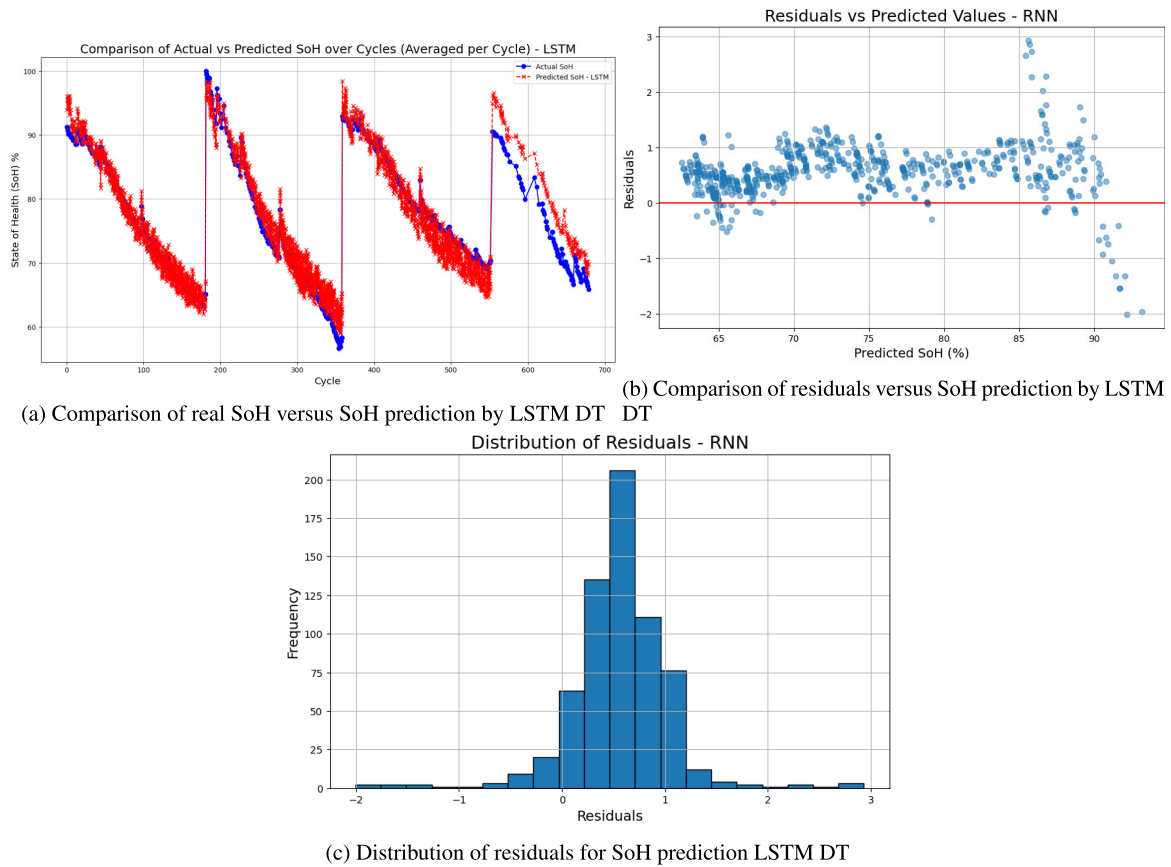 Comparison of Actual vs Predicted SoH over Cycles (Averaged per Cycle) - LSTM
Actual SoH
Predicted SoH - LSTM
State of Health (SoH) %
100
90
80
70
60
0
100
200
300
400
500
600
700
Cycle
(a) Comparison of real SoH versus SoH prediction by LSTM DT
Residuals vs Predicted Values - RNN
Residuals
3
2
1
0
−1
−2
65
70
75
80
85
90
Predicted SoH (%)
(b) Comparison of residuals versus SoH prediction by LSTM
DT
Distribution of Residuals - RNN
Frequency
200
175
150
125
100
75
50
25
0
−2
−1
0
1
2
3
Residuals
(c) Distribution of residuals for SoH prediction LSTM DT